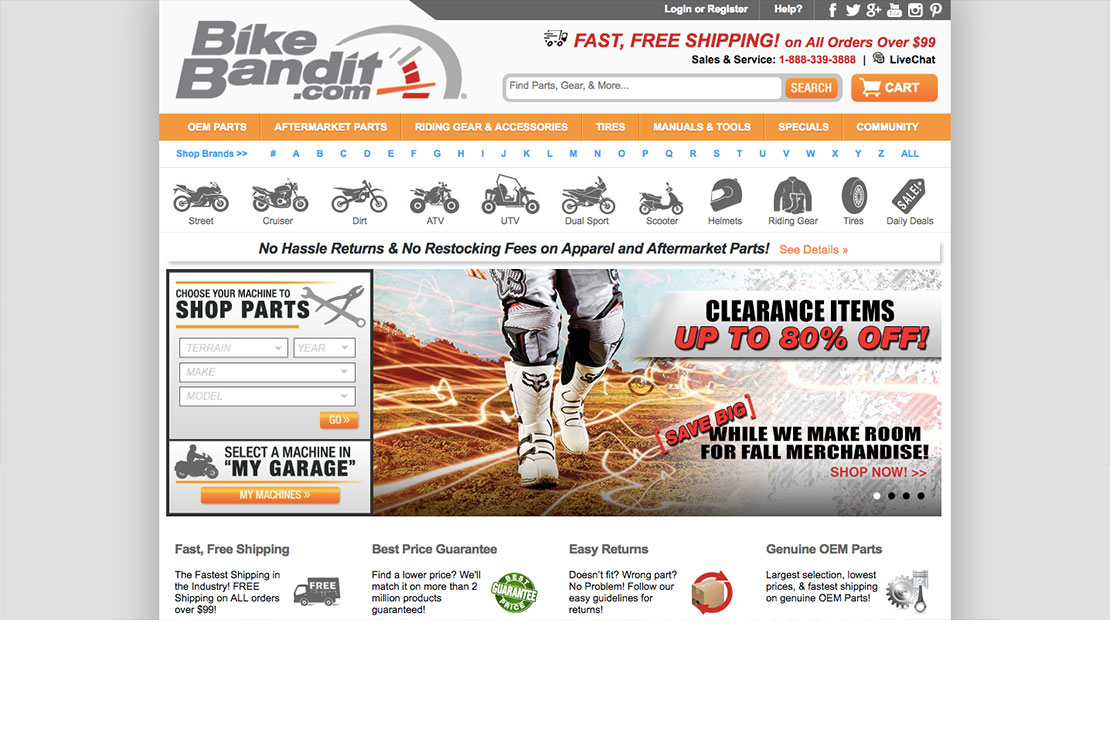 Login or Register
Help?
Bike
Bandit
.com
FAST, FREE SHIPPING! on All Orders Over $99
Sales & Service: 1-888-339-3888 | LiveChat
Find Parts, Gear, & More...
SEARCH
CART
OEM PARTS
AFTERMARKET PARTS
RIDING GEAR & ACCESSORIES
TIRES
MANUALS & TOOLS
SPECIALS
COMMUNITY
Shop Brands >> # A B C D E F G H I J K L M N O P Q R S T U V W X Y Z ALL
SALE!
Street
Cruiser
Dirt
ATV
UTV
Dual Sport
Scooter
Helmets
Riding Gear
Tires
Daily Deals
No Hassle Returns & No Restocking Fees on Apparel and Aftermarket Parts! See Details »
CHOOSE YOUR MACHINE TO
SHOP PARTS
TERRAIN
YEAR
MAKE
MODEL
GO »
SELECT A MACHINE IN
“MY GARAGE”
MY MACHINES »
CLEARANCE ITEMS
UP TO 80% OFF!
[SAVE BIG]
WHILE WE MAKE ROOM
FOR FALL MERCHANDISE!
SHOP NOW! >>
FOX
Fast, Free Shipping
The Fastest Shipping in
the Industry! FREE
Shipping on ALL orders
over $99!
FREE
Best Price Guarantee
Find a lower price? We'll
match it on more than 2
million products
guaranteed!
BEST
GUARANTEE
PRICE
Easy Returns
Doesn't fit? Wrong part?
No Problem! Follow our
easy guidelines for
returns!
Genuine OEM Parts
Largest selection, lowest
prices, & fastest shipping
on genuine OEM Parts!